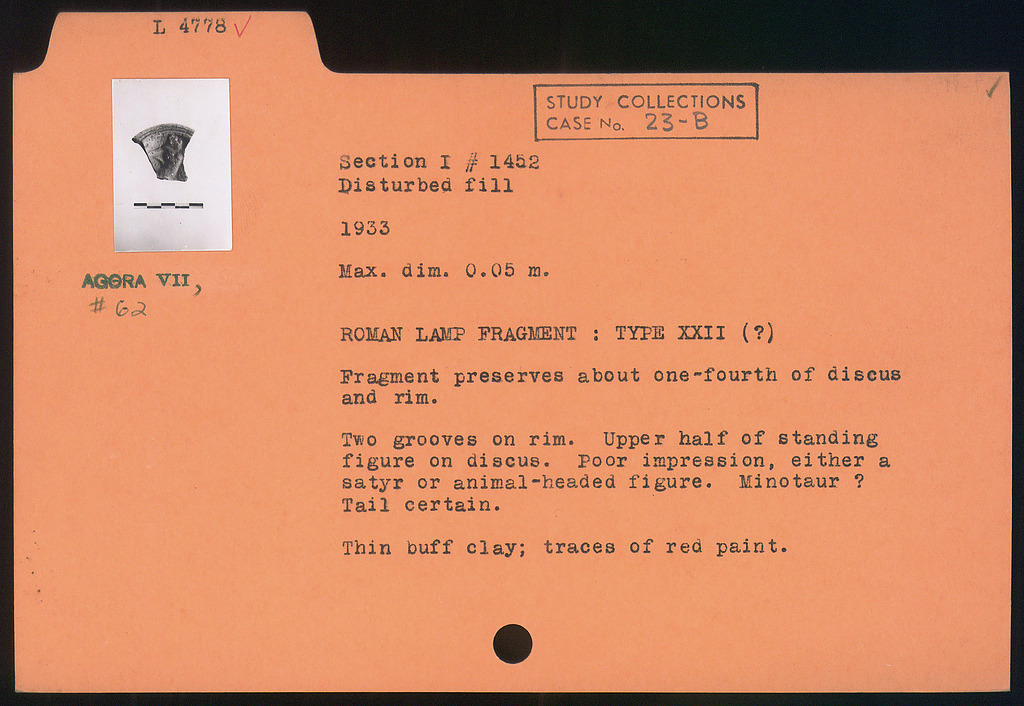 L 4778 ✓
STUDY COLLECTIONS
CASE No. 23-B
Section I # 1452
Disturbed fill
1933
Max. dim. 0.05 m.
AGORA VII,
# 62
ROMAN LAMP FRAGMENT : TYPE XXII (?)
Fragment preserves about one-fourth of discus
and rim.
Two grooves on rim. Upper half of standing
figure on discus. Poor impression, either a
satyr or animal-headed figure. Minotaur ?
Tail certain.
Thin buff clay; traces of red paint.